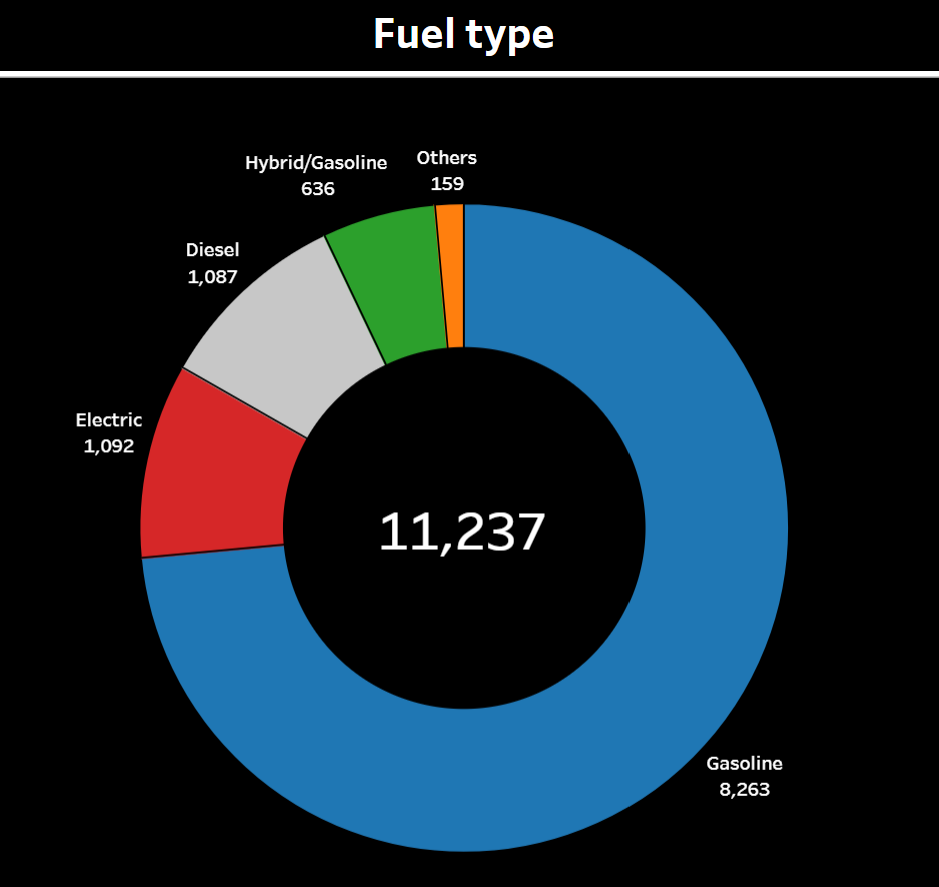 Fuel type
Others
159
Hybrid/Gasoline
636
Diesel
1,087
Electric
1,092
11,237
Gasoline
8,263